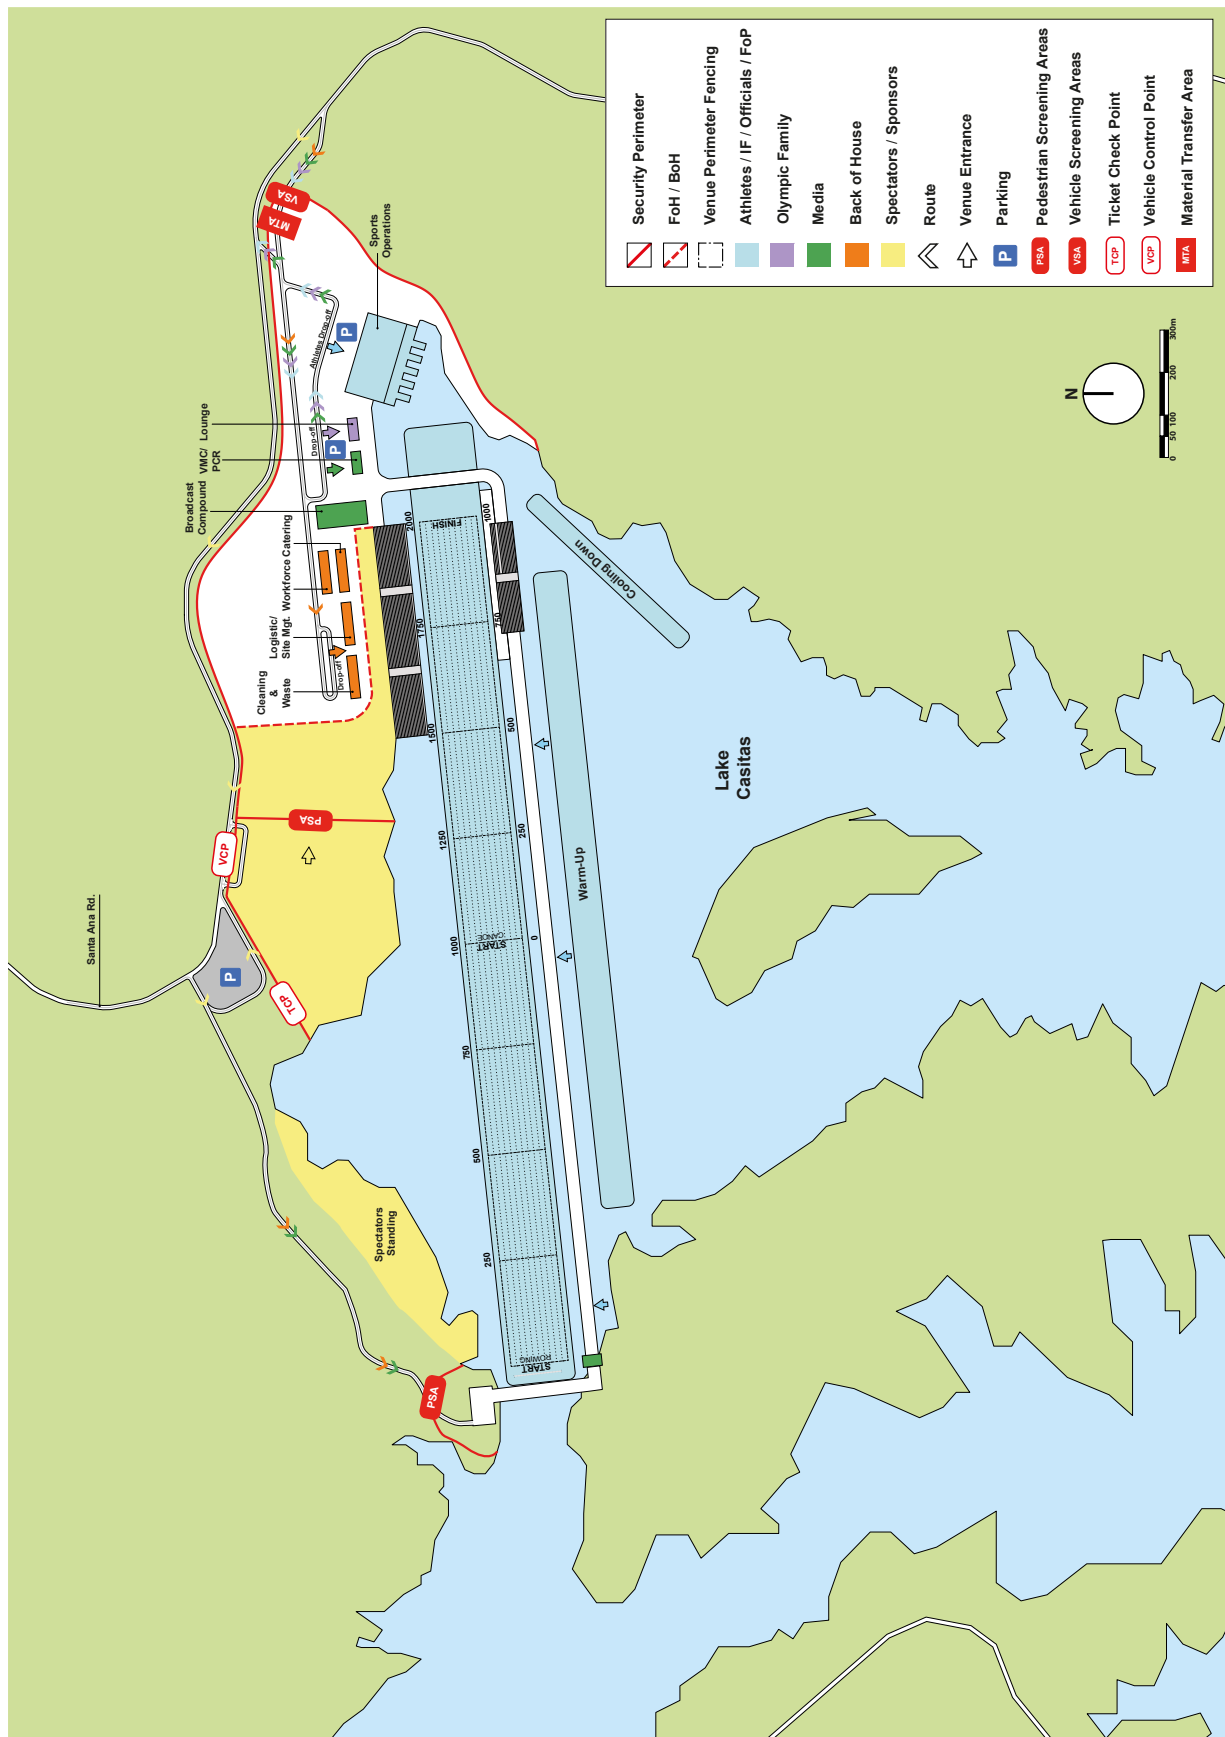 Santa Ana Rd.
PSA
Spectators
Standing
P
TCP
VCP
PSA
Cleaning
&
Waste
Logistic/
Site Mgt.
Workforce
Catering
Drop-off
Broadcast
Compound
VMC/
PCR
Lounge
Drop-off
P
Athletes Drop-off
P
Sports
Operations
MTA
VSA
START
ROWING
250
500
750
1000
START
CANOE
1250
1500
1750
2000
FINISH
0
250
500
750
1000
Warm-Up
Cooling Down
Lake
Casitas
N
0
50
100
200
300m
Security Perimeter
FoH / BoH
Venue Perimeter Fencing
Athletes / IF / Officials / FoP
Olympic Family
Media
Back of House
Spectators / Sponsors
Route
Venue Entrance
P Parking
PSA Pedestrian Screening Areas
VSA Vehicle Screening Areas
TCP Ticket Check Point
VCP Vehicle Control Point
MTA Material Transfer Area